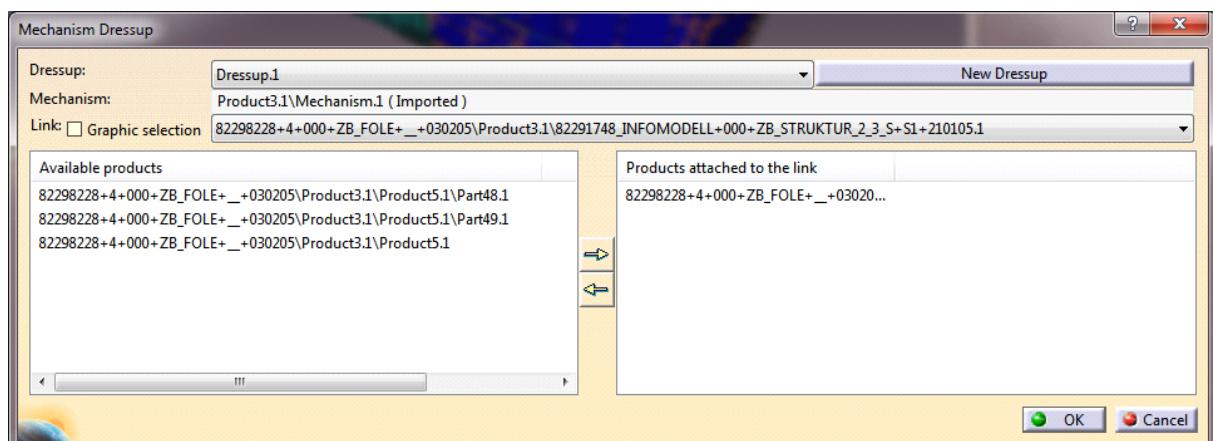 Mechanism Dressup
?
X
Dressup:
Dressup.1
New Dressup
Mechanism:
Product3.1\Mechanism.1 ( Imported )
Link: Graphic selection
82298228+4+000+ZB_FOLE+__+030205\Product3.1\82291748_INFOMODELL+000+ZB_STRUKTUR_2_3_S+S1+210105.1
Available products
Products attached to the link
82298228+4+000+ZB_FOLE+__+030205\Product3.1\Product5.1\Part48.1
82298228+4+000+ZB_FOLE+__+03020...
82298228+4+000+ZB_FOLE+__+030205\Product3.1\Product5.1\Part49.1
82298228+4+000+ZB_FOLE+__+030205\Product3.1\Product5.1
OK
Cancel